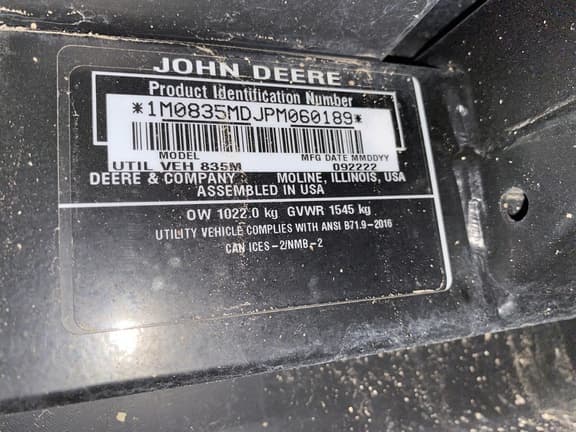 JOHN DEERE
Product Identification Number
*1M0835MDJPM060189*
MODEL MFG DATE MMDDYY
UTIL VEH 835M 092222
DEERE & COMPANY MOLINE, ILLINOIS, USA
ASSEMBLED IN USA
OW 1022.0 kg GVWR 1545 kg
UTILITY VEHICLE COMPLIES WITH ANSI B71.9-2016
CAN ICES-2/NMB-2